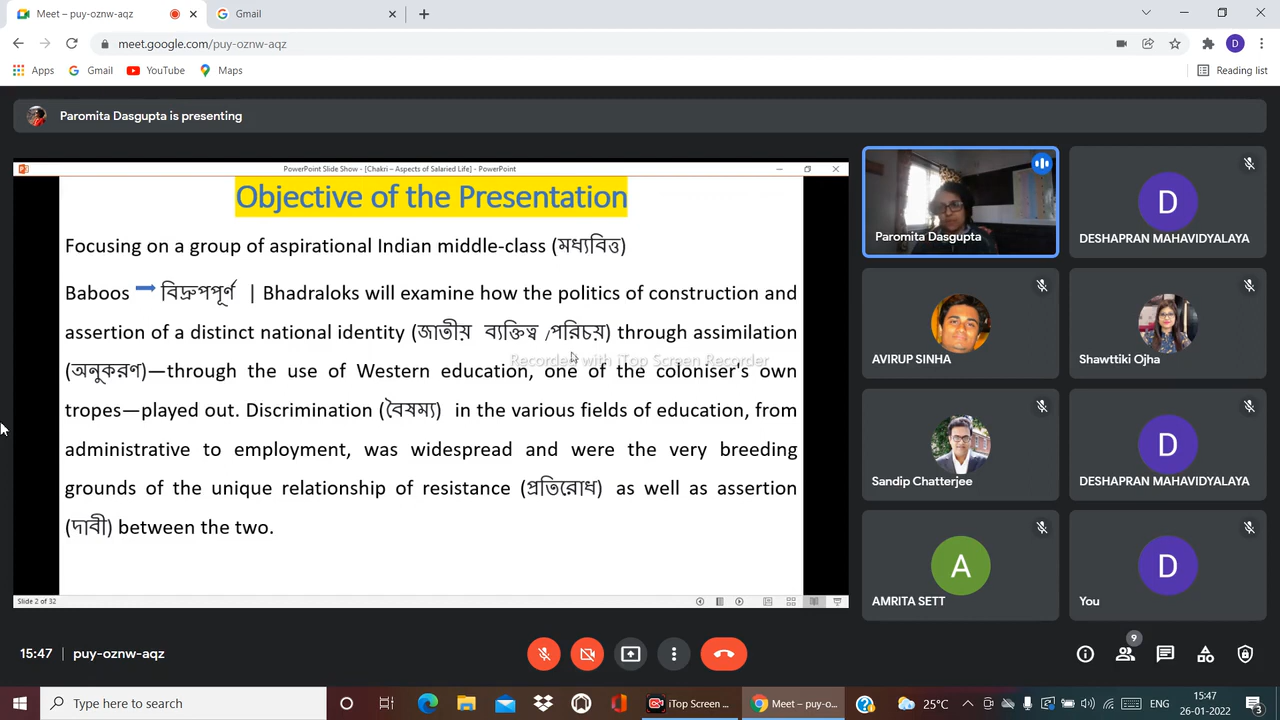 Meet – puy-oznw-aqz
Gmail
meet.google.com/puy-oznw-aqz
Apps
Gmail
YouTube
Maps
Reading list
Paromita Dasgupta is presenting
PowerPoint Slide Show - [Chakri – Aspects of Salaried Life] - PowerPoint
Objective of the Presentation
Focusing on a group of aspirational Indian middle-class (মধ্যবিত্ত)
Baboos বিদ্রুপপূর্ণ | Bhadraloks will examine how the politics of construction and
assertion of a distinct national identity (জাতীয় ব্যক্তিত্ব /পরিচয়) through assimilation
Recorded with iTop Screen Recorder
(অনুকরণ)—through the use of Western education, one of the coloniser's own
tropes—played out. Discrimination (বৈষম্য) in the various fields of education, from
administrative to employment, was widespread and were the very breeding
grounds of the unique relationship of resistance (প্রতিরোধ) as well as assertion
(দাবী) between the two.
Slide 2 of 32
Paromita Dasgupta
D
DESHAPRAN MAHAVIDYALAYA
AVIRUP SINHA
Shawttiki Ojha
Sandip Chatterjee
D
DESHAPRAN MAHAVIDYALAYA
A
AMRITA SETT
D
You
15:47 | puy-oznw-aqz
9
Type here to search
iTop Screen ...
Meet – puy-o...
25°C
ENG
15:47
26-01-2022
3